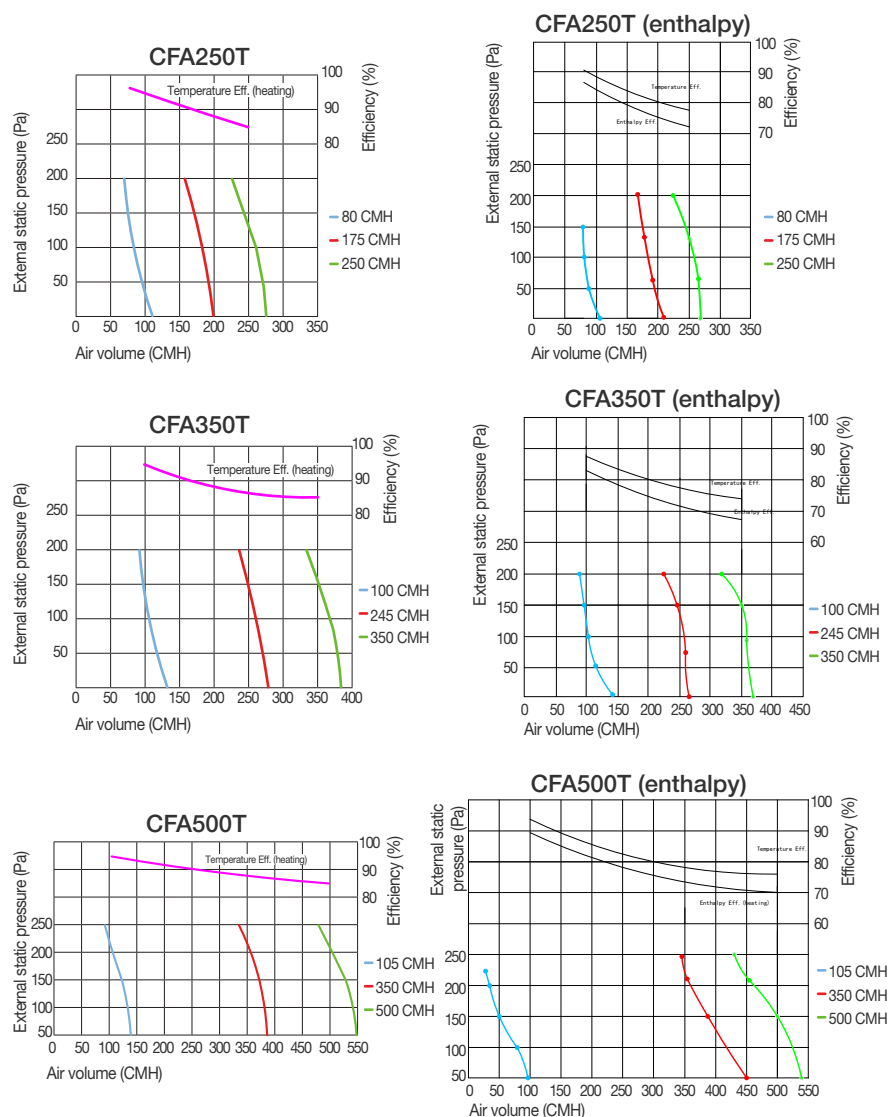 CFA250T
External static pressure (Pa)
250
200
150
100
50
Temperature Eff. (heating)
100
90
80
Efficiency (%)
80 CMH
175 CMH
250 CMH
0 50 100 150 200 250 300 350
Air volume (CMH)
CFA250T (enthalpy)
External static pressure (Pa)
250
200
150
100
50
Temperature Eff.
Enthalpy Eff.
100
90
80
70
Efficiency (%)
80 CMH
175 CMH
250 CMH
0 50 100 150 200 250 300 350
Air volume (CMH)
CFA350T
External static pressure (Pa)
250
200
150
100
50
Temperature Eff. (heating)
100
90
80
Efficiency (%)
100 CMH
245 CMH
350 CMH
0 50 100 150 200 250 300 350 400
Air volume (CMH)
CFA350T (enthalpy)
External static pressure (Pa)
250
200
150
100
50
Temperature Eff.
Enthalpy Eff.
100
90
80
70
60
Efficiency (%)
100 CMH
245 CMH
350 CMH
0 50 100 150 200 250 300 350 400 450
Air volume (CMH)
CFA500T
External static pressure (Pa)
250
200
150
100
50
Temperature Eff. (heating)
100
90
80
Efficiency (%)
105 CMH
350 CMH
500 CMH
0 50 100 150 200 250 300 350 400 450 500 550
Air volume (CMH)
CFA500T (enthalpy)
External static
pressure (Pa)
250
200
150
100
50
Temperature Eff.
Enthalpy Eff. (heating)
100
90
80
70
60
Efficiency (%)
105 CMH
350 CMH
500 CMH
0 50 100 150 200 250 300 350 400 450 500 540
Air volume (CMH)